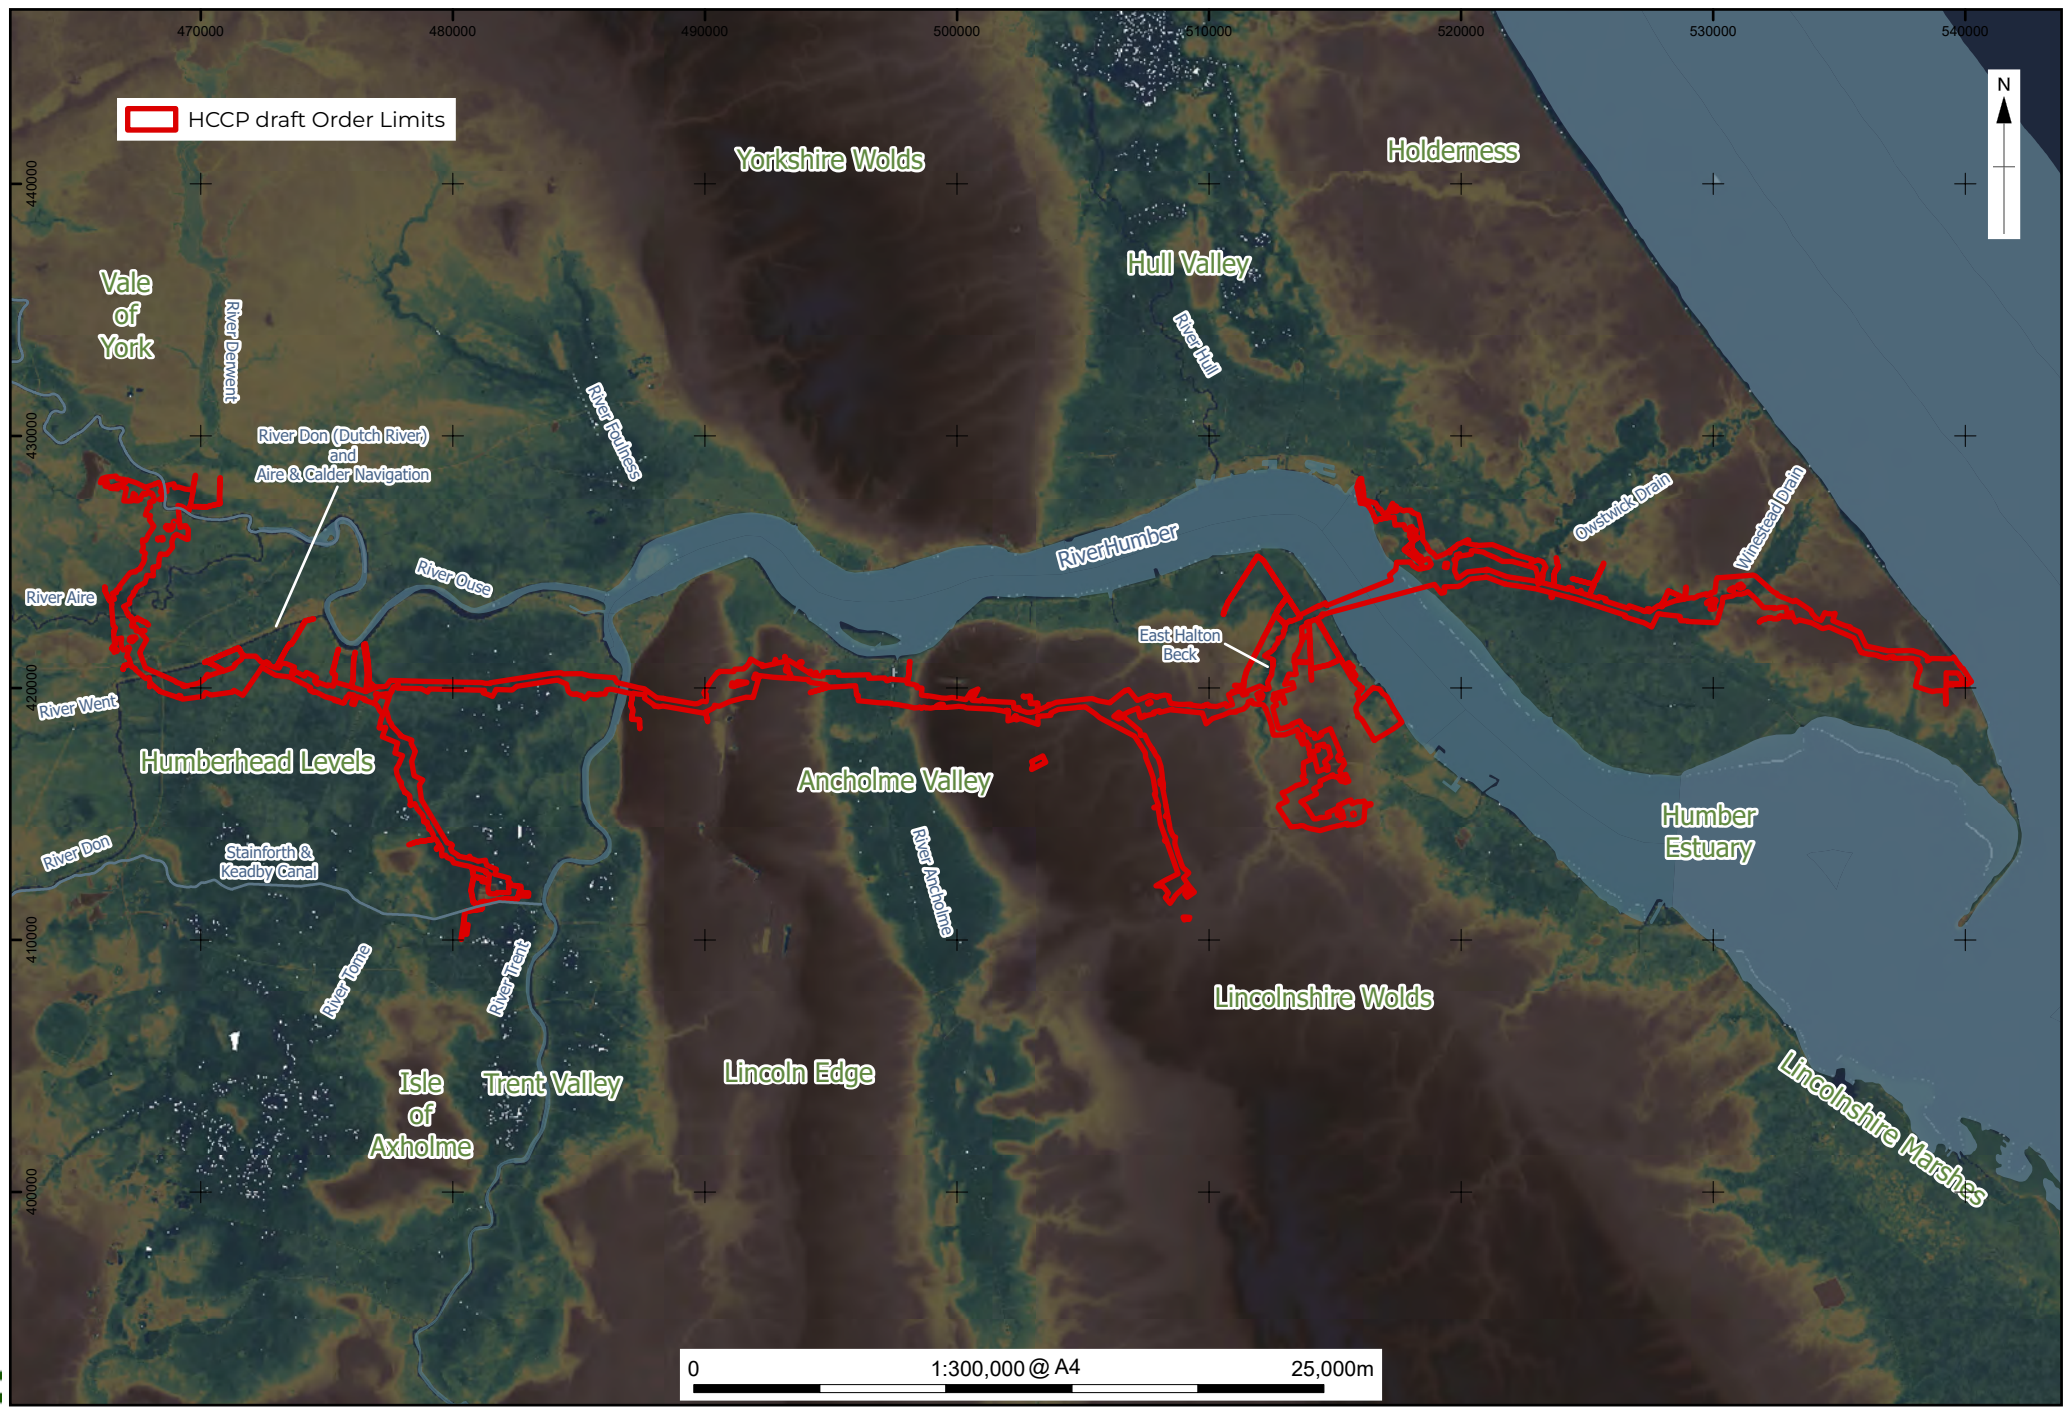 470000
480000
490000
500000
510000
520000
530000
540000
N
HCCP draft Order Limits
Yorkshire Wolds
Holderness
440000
Hull Valley
Vale
of
York
River Derwent
River Hull
River Foulness
430000
River Don (Dutch River)
and
Aire & Calder Navigation
Owstwick Drain
Winestead Drain
RiverHumber
River Ouse
River Aire
East Halton
Beck
420000
River Went
Humberhead Levels
Ancholme Valley
Humber
Estuary
River Don
Stainforth &
Keadby Canal
River Ancholme
410000
River Tome
River Trent
Lincolnshire Wolds
Isle
of
Axholme
Trent Valley
Lincoln Edge
Lincolnshire Marshes
400000
0
1:300,000 @ A4
25,000m